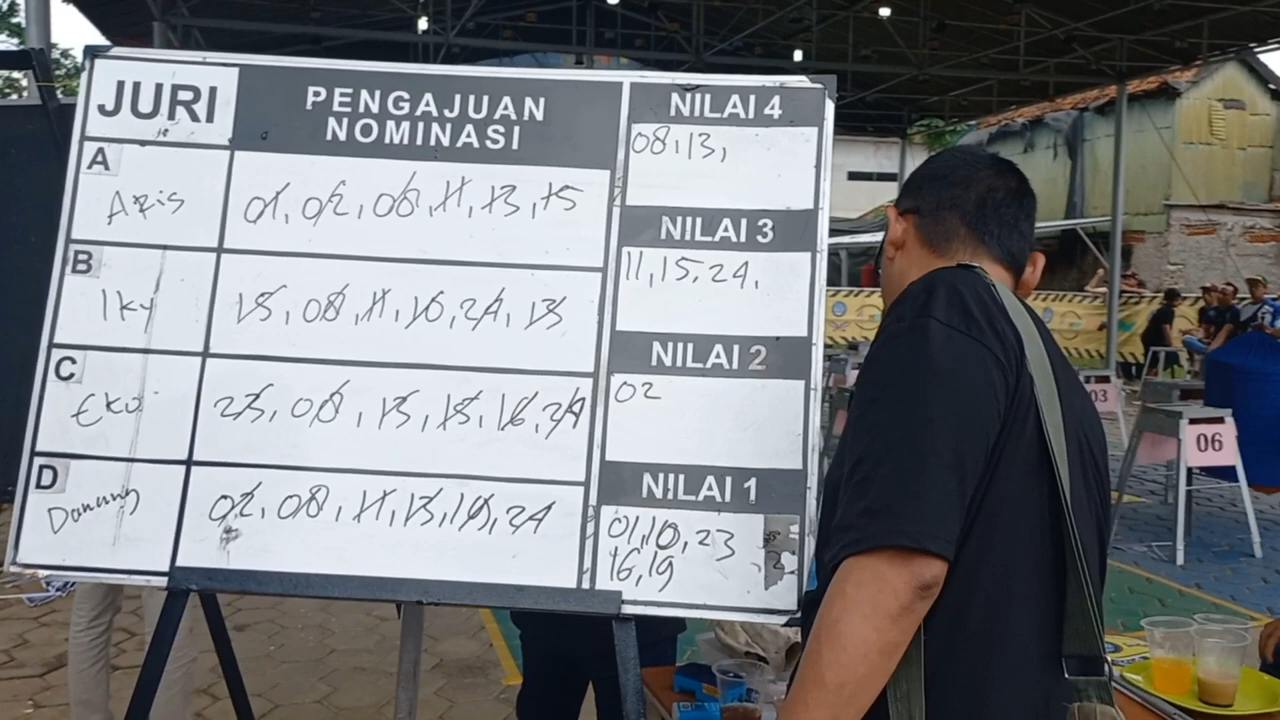 JURI
PENGAJUAN
NOMINASI
NILAI 4
08,13,
A
Azis
01, 02, 08, 11, 13, 15
NILAI 3
11,15,24,
B
Iky
15, 08, 11, 10, 24, 13
NILAI 2
02
C
Eko
23, 08, 13, 15, 16, 24
NILAI 1
01,10,23
16,19
D
Danang
02, 08, 11, 13, 19, 24
03
06